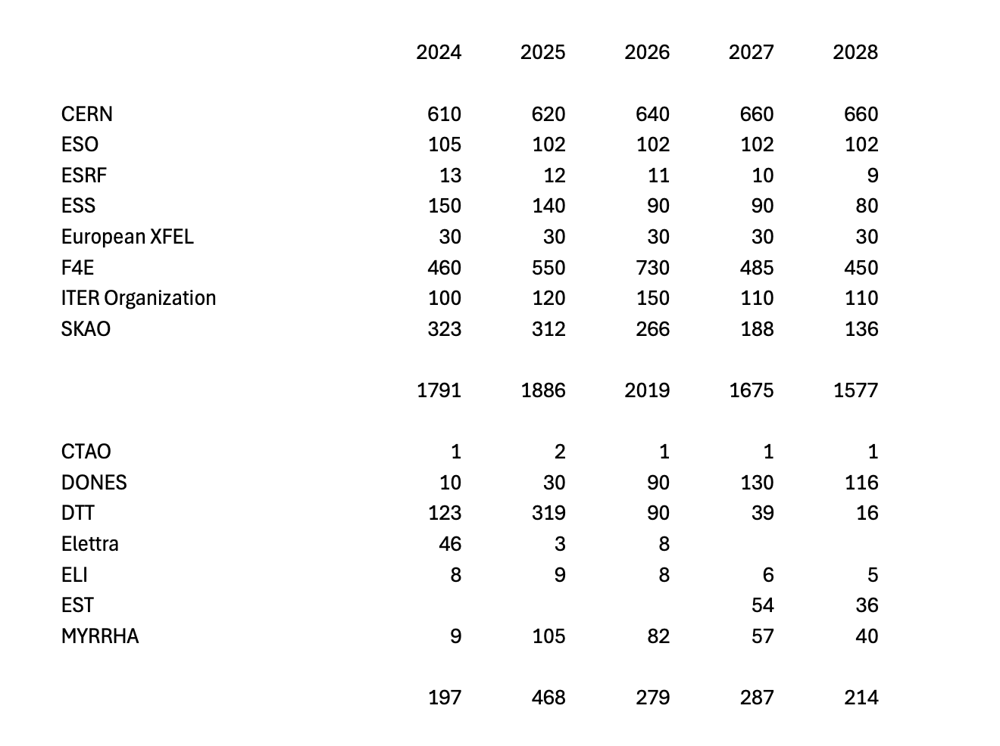 2024 2025 2026 2027 2028
CERN 610 620 640 660 660
ESO 105 102 102 102 102
ESRF 13 12 11 10 9
ESS 150 140 90 90 80
European XFEL 30 30 30 30 30
F4E 460 550 730 485 450
ITER Organization 100 120 150 110 110
SKAO 323 312 266 188 136
1791 1886 2019 1675 1577
CTAO 1 2 1 1 1
DONES 10 30 90 130 116
DTT 123 319 90 39 16
Elettra 46 3 8
ELI 8 9 8 6 5
EST 54 36
MYRRHA 9 105 82 57 40
197 468 279 287 214